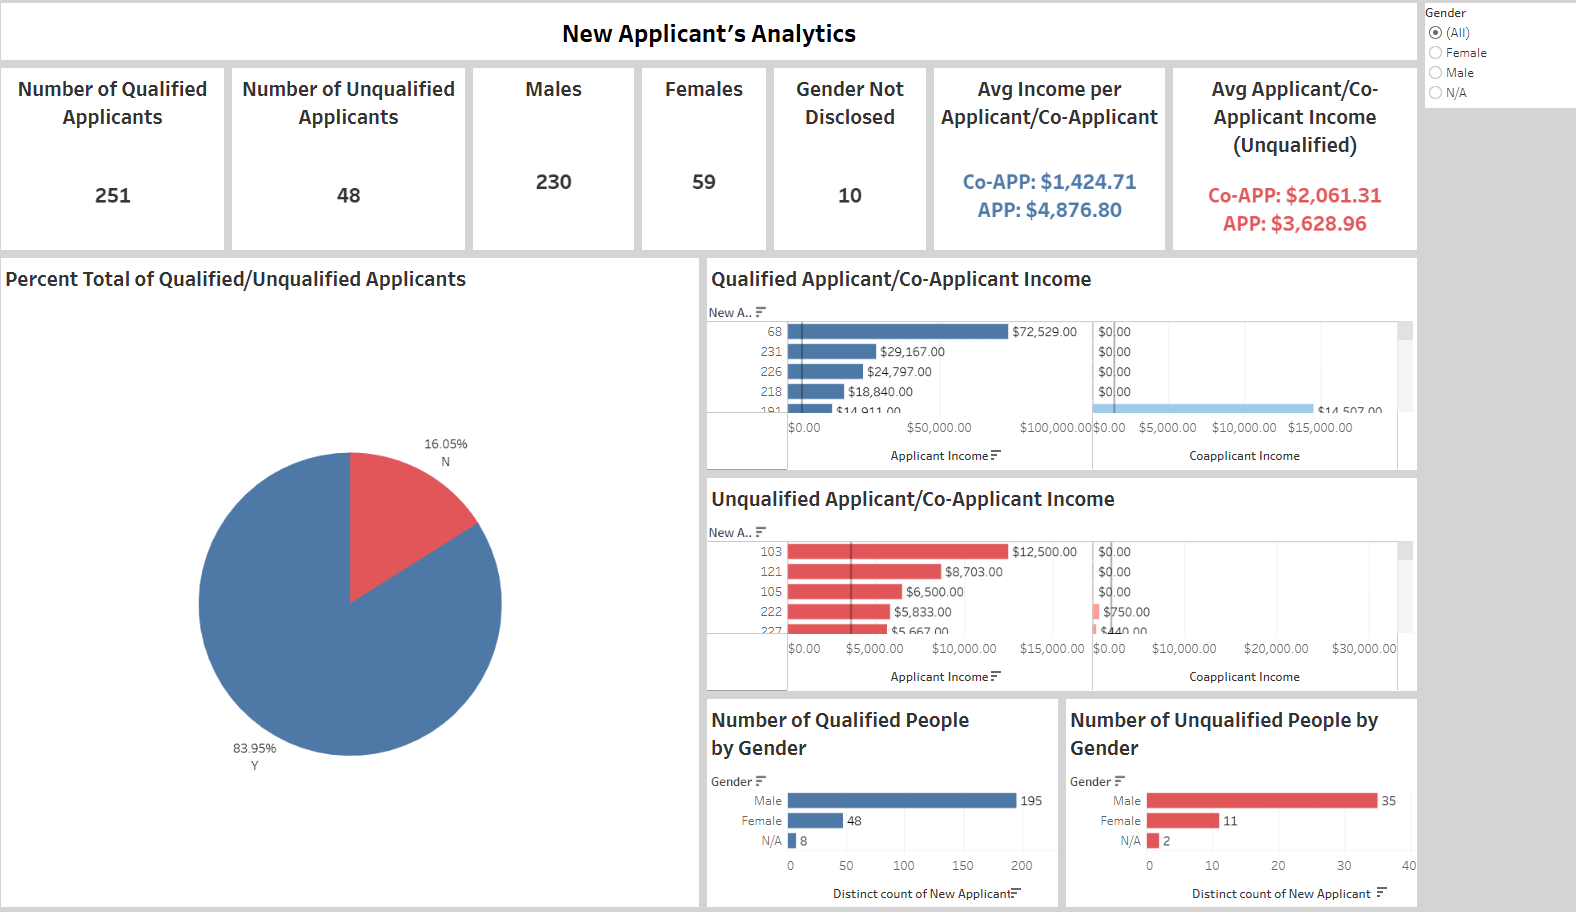 New Applicant’s Analytics
Gender
(All)
Female
Male
N/A
Number of Qualified
Applicants
251
Number of Unqualified
Applicants
48
Males
230
Females
59
Gender Not
Disclosed
10
Avg Income per
Applicant/Co-Applicant
Co-APP: $1,424.71
APP: $4,876.80
Avg Applicant/Co-
Applicant Income
(Unqualified)
Co-APP: $2,061.31
APP: $3,628.96
Percent Total of Qualified/Unqualified Applicants
16.05%
N
83.95%
Y
Qualified Applicant/Co-Applicant Income
New A..
68 $72,529.00 $0.00
231 $29,167.00 $0.00
226 $24,797.00 $0.00
218 $18,840.00 $0.00
191 $14,911.00 $14,507.00
$0.00 $50,000.00 $100,000.00 $0.00 $5,000.00 $10,000.00 $15,000.00
Applicant Income Coapplicant Income
Unqualified Applicant/Co-Applicant Income
New A..
103 $12,500.00 $0.00
121 $8,703.00 $0.00
105 $6,500.00 $0.00
222 $5,833.00 $750.00
227 $5,667.00 $440.00
$0.00 $5,000.00 $10,000.00 $15,000.00 $0.00 $10,000.00 $20,000.00 $30,000.00
Applicant Income Coapplicant Income
Number of Qualified People
by Gender
Gender
Male 195
Female 48
N/A 8
0 50 100 150 200
Distinct count of New Applicant
Number of Unqualified People by
Gender
Gender
Male 35
Female 11
N/A 2
0 10 20 30 40
Distinct count of New Applicant